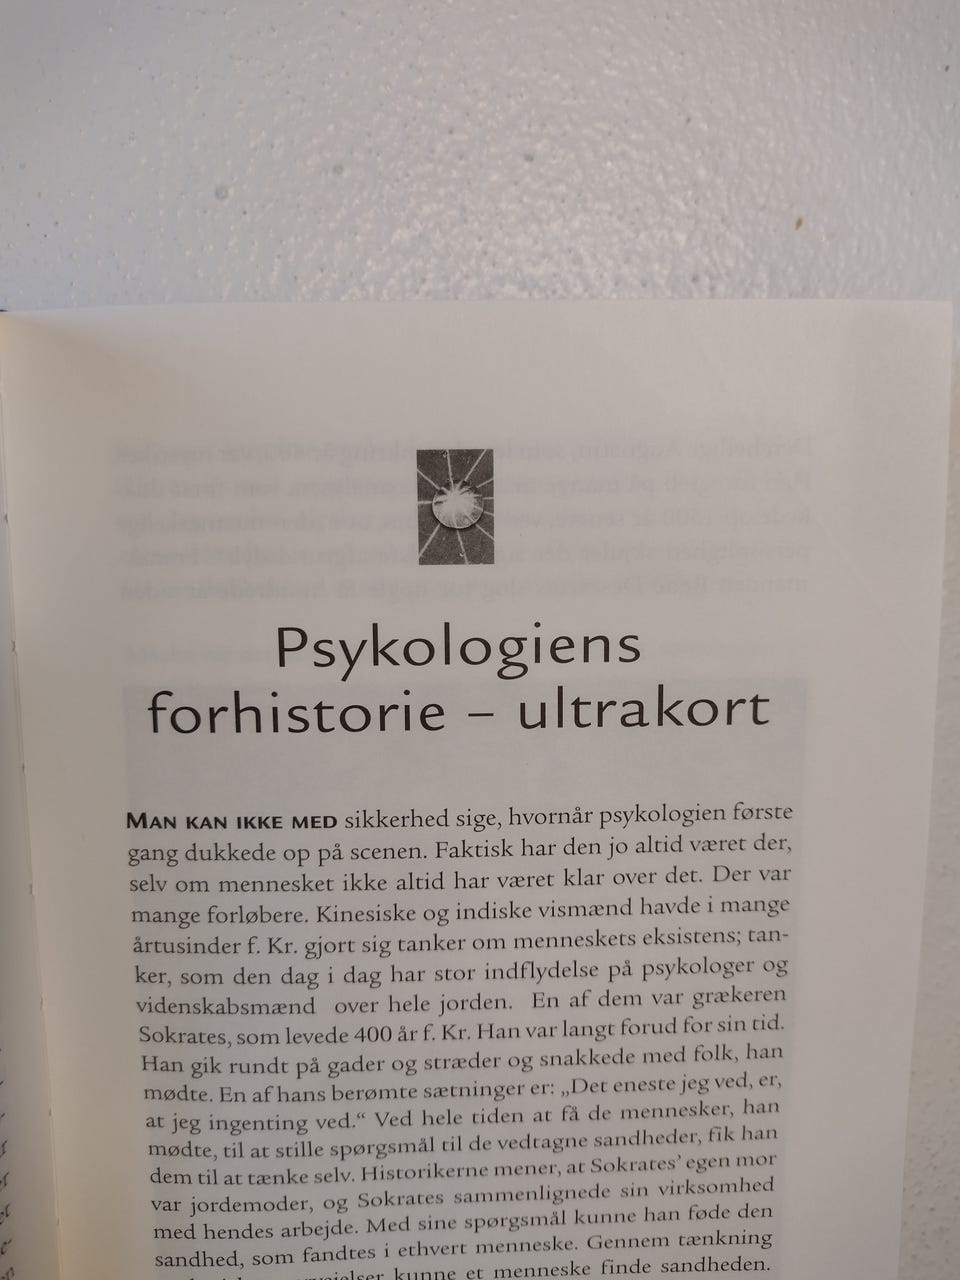 Psykologiens
forhistorie – ultrakort
MAN KAN IKKE MED sikkerhed sige, hvornår psykologien første
gang dukkede op på scenen. Faktisk har den jo altid været der,
selv om mennesket ikke altid har været klar over det. Der var
mange forløbere. Kinesiske og indiske vismænd havde i mange
årtusinder f. Kr. gjort sig tanker om menneskets eksistens; tan-
ker, som den dag i dag har stor indflydelse på psykologer og
videnskabsmænd over hele jorden. En af dem var grækeren
Sokrates, som levede 400 år f. Kr. Han var langt forud for sin tid.
Han gik rundt på gader og stræder og snakkede med folk, han
mødte. En af hans berømte sætninger er: „Det eneste jeg ved, er,
at jeg ingenting ved.“ Ved hele tiden at få de mennesker, han
mødte, til at stille spørgsmål til de vedtagne sandheder, fik han
dem til at tænke selv. Historikerne mener, at Sokrates’ egen mor
var jordemoder, og Sokrates sammenlignede sin virksomhed
med hendes arbejde. Med sine spørgsmål kunne han føde den
sandhed, som fandtes i ethvert menneske. Gennem tænkning
kunne et menneske finde sandheden.